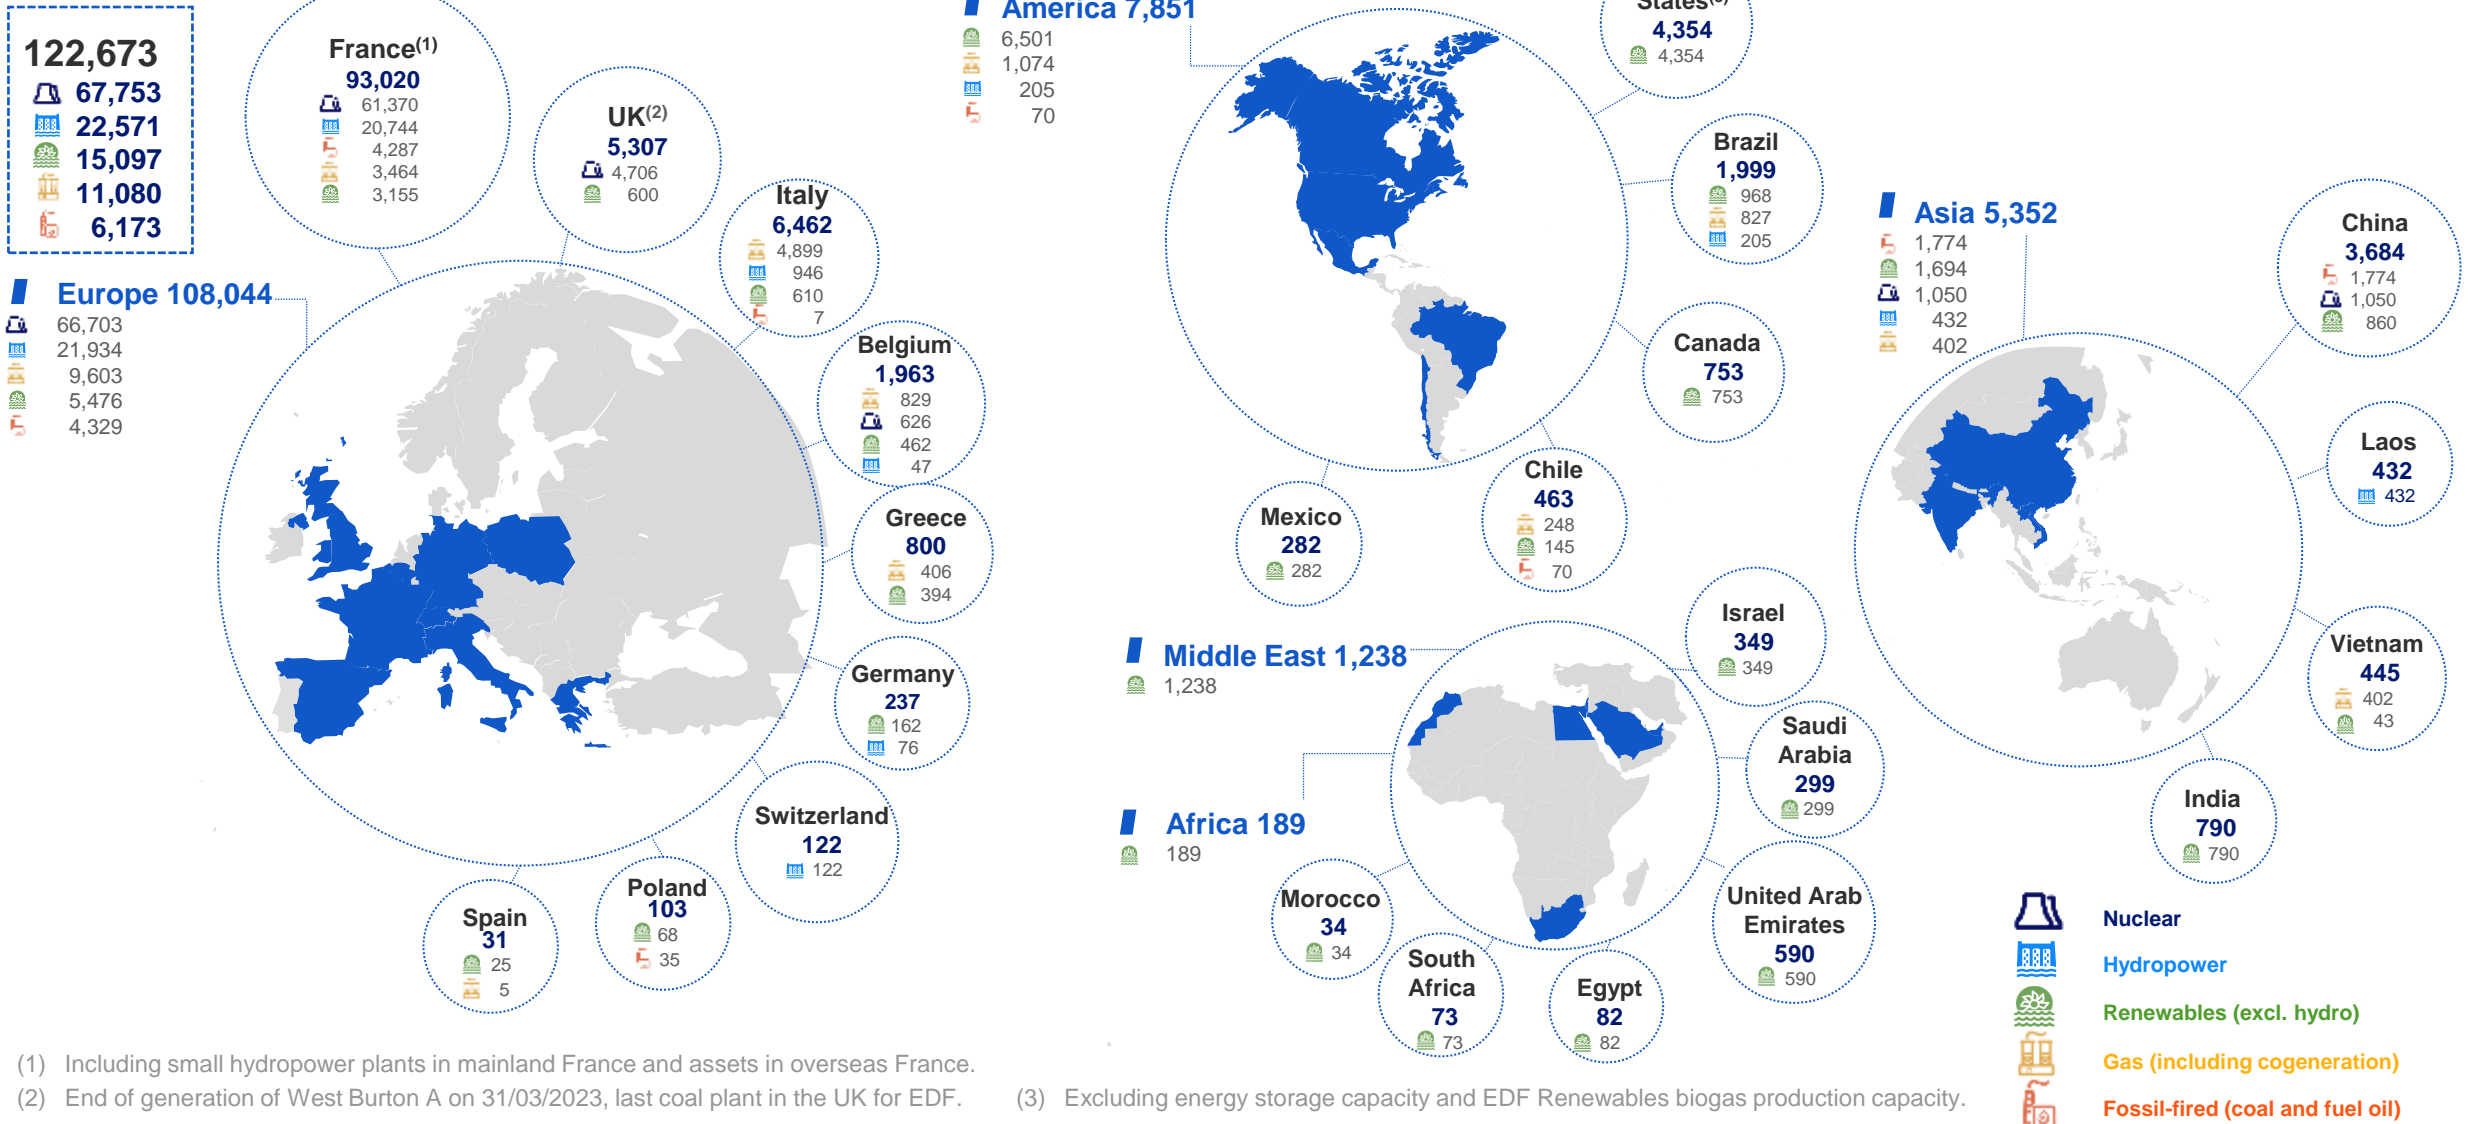 122,673
67,753
22,571
15,097
11,080
6,173
France(1)
93,020
61,370
20,744
4,287
3,464
3,155
UK(2)
5,307
4,706
600
Italy
6,462
4,899
946
610
7
Europe 108,044
66,703
21,934
9,603
5,476
4,329
Belgium
1,963
829
626
462
47
Greece
800
406
394
Germany
237
162
76
Switzerland
122
122
Poland
103
68
35
Spain
31
25
5
America 7,851
6,501
1,074
205
70
States(3)
4,354
4,354
Brazil
1,999
968
827
205
Canada
753
753
Chile
463
248
145
70
Mexico
282
282
Asia 5,352
1,774
1,694
1,050
432
402
China
3,684
1,774
1,050
860
Laos
432
432
Vietnam
445
402
43
India
790
790
Middle East 1,238
1,238
Israel
349
349
Saudi
Arabia
299
299
United Arab
Emirates
590
590
Africa 189
189
Morocco
34
34
South
Africa
73
73
Egypt
82
82
Nuclear
Hydropower
Renewables (excl. hydro)
Gas (including cogeneration)
Fossil-fired (coal and fuel oil)
(1) Including small hydropower plants in mainland France and assets in overseas France.
(2) End of generation of West Burton A on 31/03/2023, last coal plant in the UK for EDF.
(3) Excluding energy storage capacity and EDF Renewables biogas production capacity.